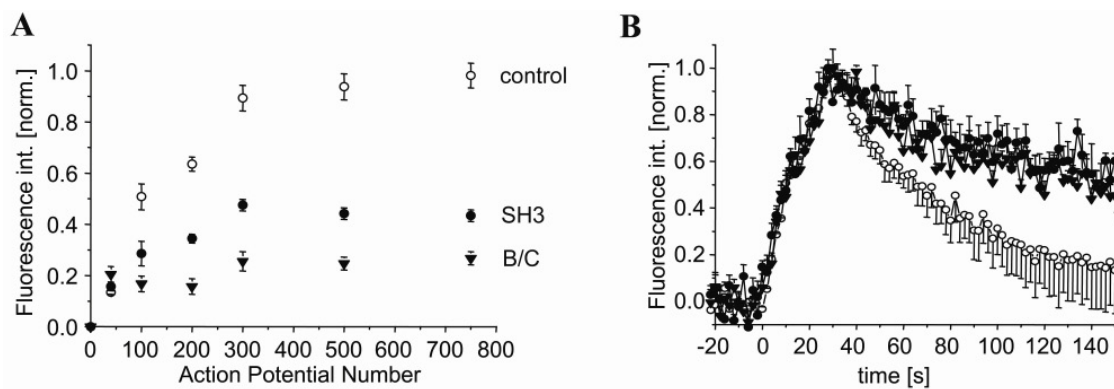 A
Fluorescence int. [norm.]
1.0
0.8
0.6
0.4
0.2
0.0
control
SH3
B/C
0 100 200 300 400 500 600 700 800
Action Potential Number
B
Fluorescence int. [norm.]
1.0
0.8
0.6
0.4
0.2
0.0
-20 0 20 40 60 80 100 120 140
time [s]